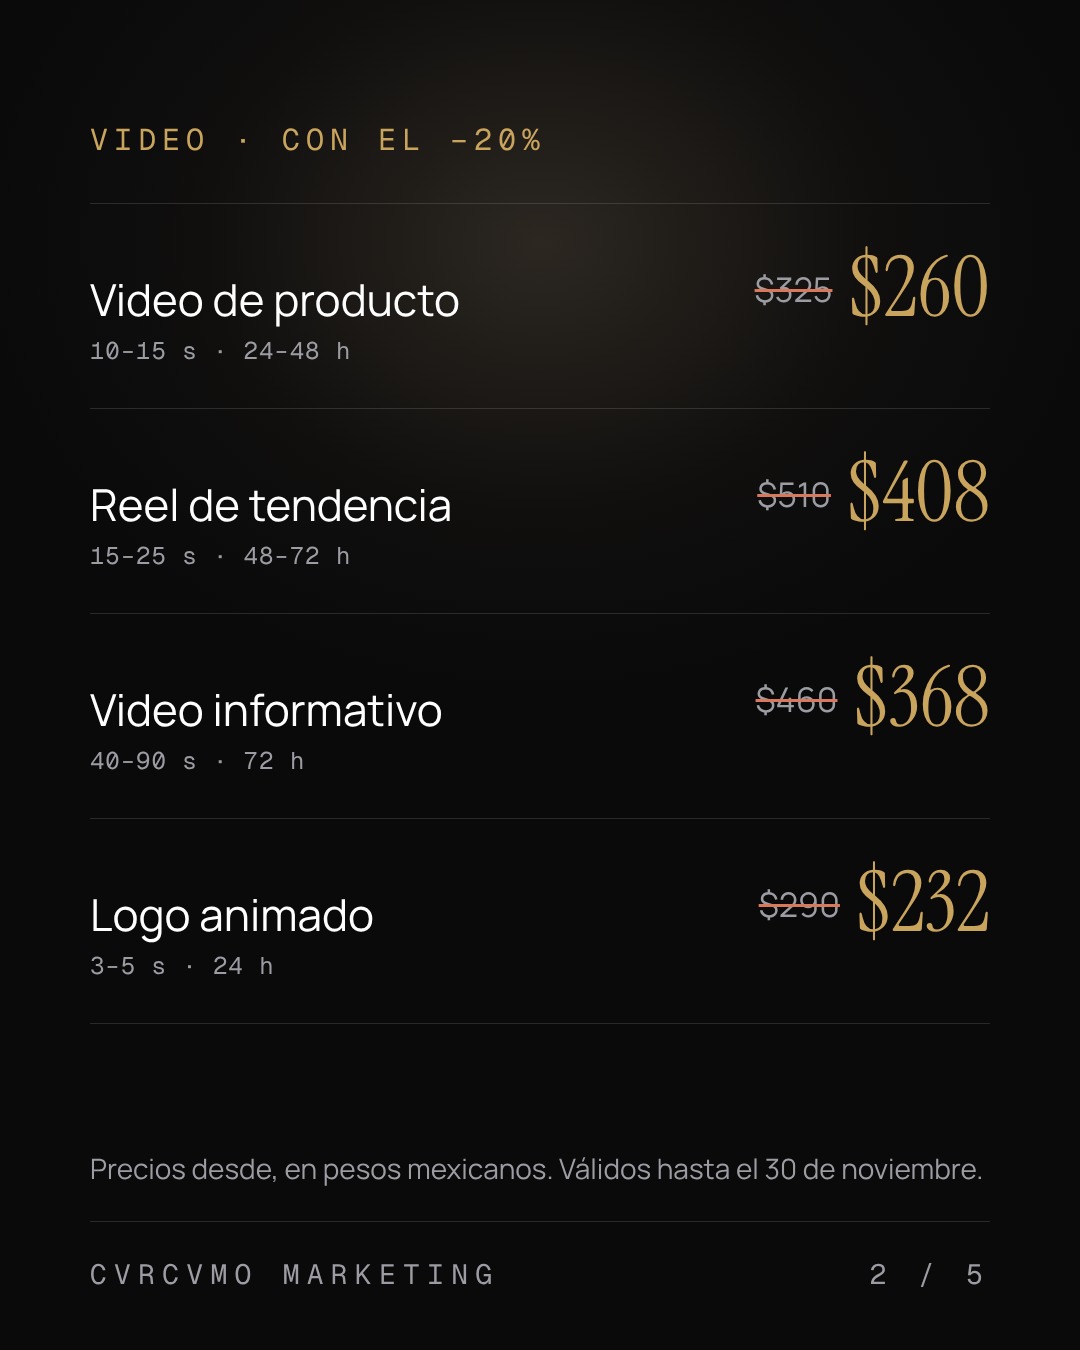 VIDEO · CON EL −20%
Video de producto $325 $260
10–15 s · 24–48 h
Reel de tendencia $510 $408
15–25 s · 48–72 h
Video informativo $460 $368
40–90 s · 72 h
Logo animado $290 $232
3–5 s · 24 h
Precios desde, en pesos mexicanos. Válidos hasta el 30 de noviembre.
CVRCVMO MARKETING 2 / 5